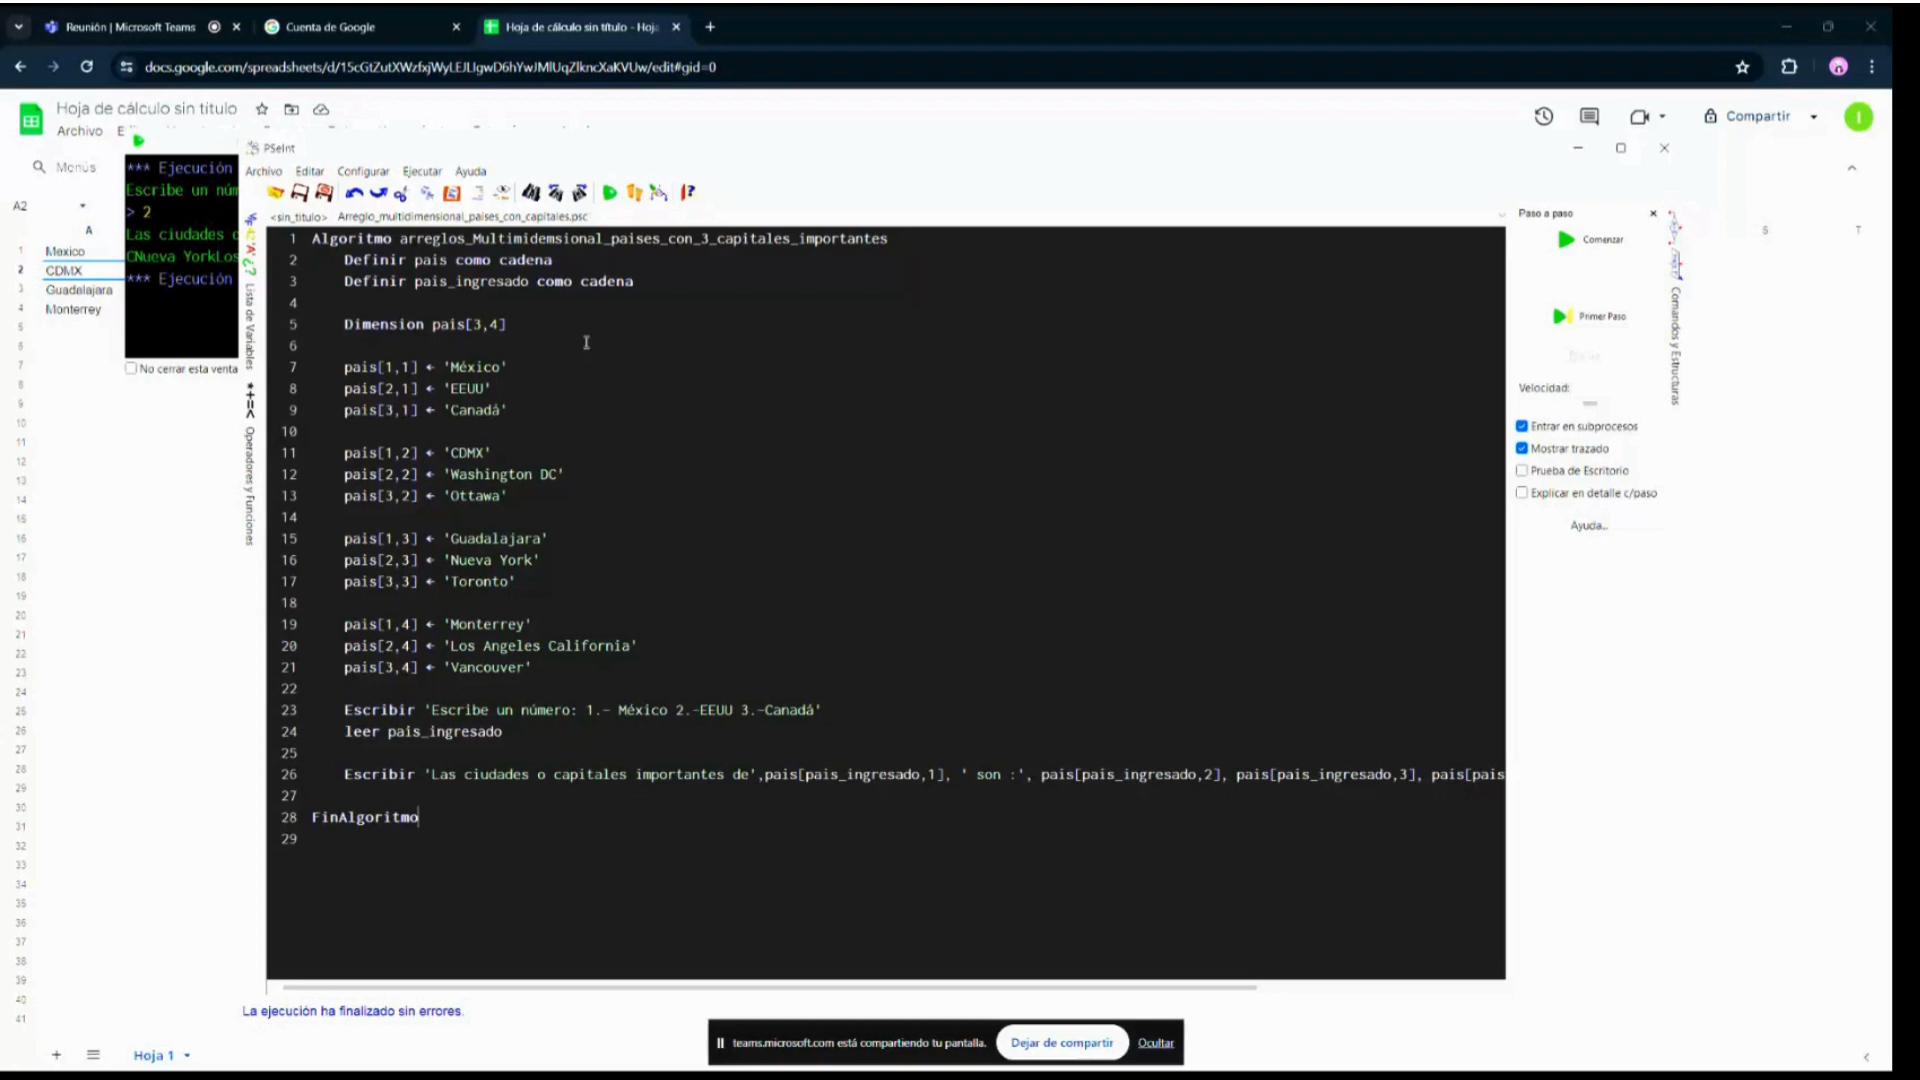 Reunión | Microsoft Teams
Cuenta de Google
Hoja de cálculo sin título - Hoj
docs.google.com/spreadsheets/d/15cGtZutXWzfxjWyLEJLlgwD6hYwJMlUqZlkncXaKVUw/edit#gid=0
Hoja de cálculo sin título
Archivo E
Compartir
I
Menús
A2
A
S
T
1 Mexico
2 CDMX
3 Guadalajara
4 Monterrey
5
6
7
8
9
10
11
12
13
14
15
16
17
18
19
20
21
22
23
24
25
26
27
28
29
30
31
32
33
34
35
36
37
38
39
40
41
*** Ejecución
Escribe un núm
> 2
Las ciudades o
CNueva YorkLos
*** Ejecución
No cerrar esta venta
PSeInt
Archivo Editar Configurar Ejecutar Ayuda
<sin_titulo> Arreglo_multidimensional_paises_con_capitales.psc
Lista de Variables
*+=< Operadores y Funciones
1 Algoritmo arreglos_Multimidemsional_paises_con_3_capitales_importantes
2 Definir pais como cadena
3 Definir pais_ingresado como cadena
4
5 Dimension pais[3,4]
6
7 pais[1,1] ← 'México'
8 pais[2,1] ← 'EEUU'
9 pais[3,1] ← 'Canadá'
10
11 pais[1,2] ← 'CDMX'
12 pais[2,2] ← 'Washington DC'
13 pais[3,2] ← 'Ottawa'
14
15 pais[1,3] ← 'Guadalajara'
16 pais[2,3] ← 'Nueva York'
17 pais[3,3] ← 'Toronto'
18
19 pais[1,4] ← 'Monterrey'
20 pais[2,4] ← 'Los Angeles California'
21 pais[3,4] ← 'Vancouver'
22
23 Escribir 'Escribe un número: 1.- México 2.-EEUU 3.-Canadá'
24 leer pais_ingresado
25
26 Escribir 'Las ciudades o capitales importantes de',pais[pais_ingresado,1], ' son :', pais[pais_ingresado,2], pais[pais_ingresado,3], pais[pais
27
28 FinAlgoritmo
29
Paso a paso
Comenzar
Primer Paso
Velocidad:
Entrar en subprocesos
Mostrar trazado
Prueba de Escritorio
Explicar en detalle c/paso
Ayuda...
Comandos y Estructuras
La ejecución ha finalizado sin errores.
teams.microsoft.com está compartiendo tu pantalla.
Dejar de compartir
Ocultar
Hoja 1